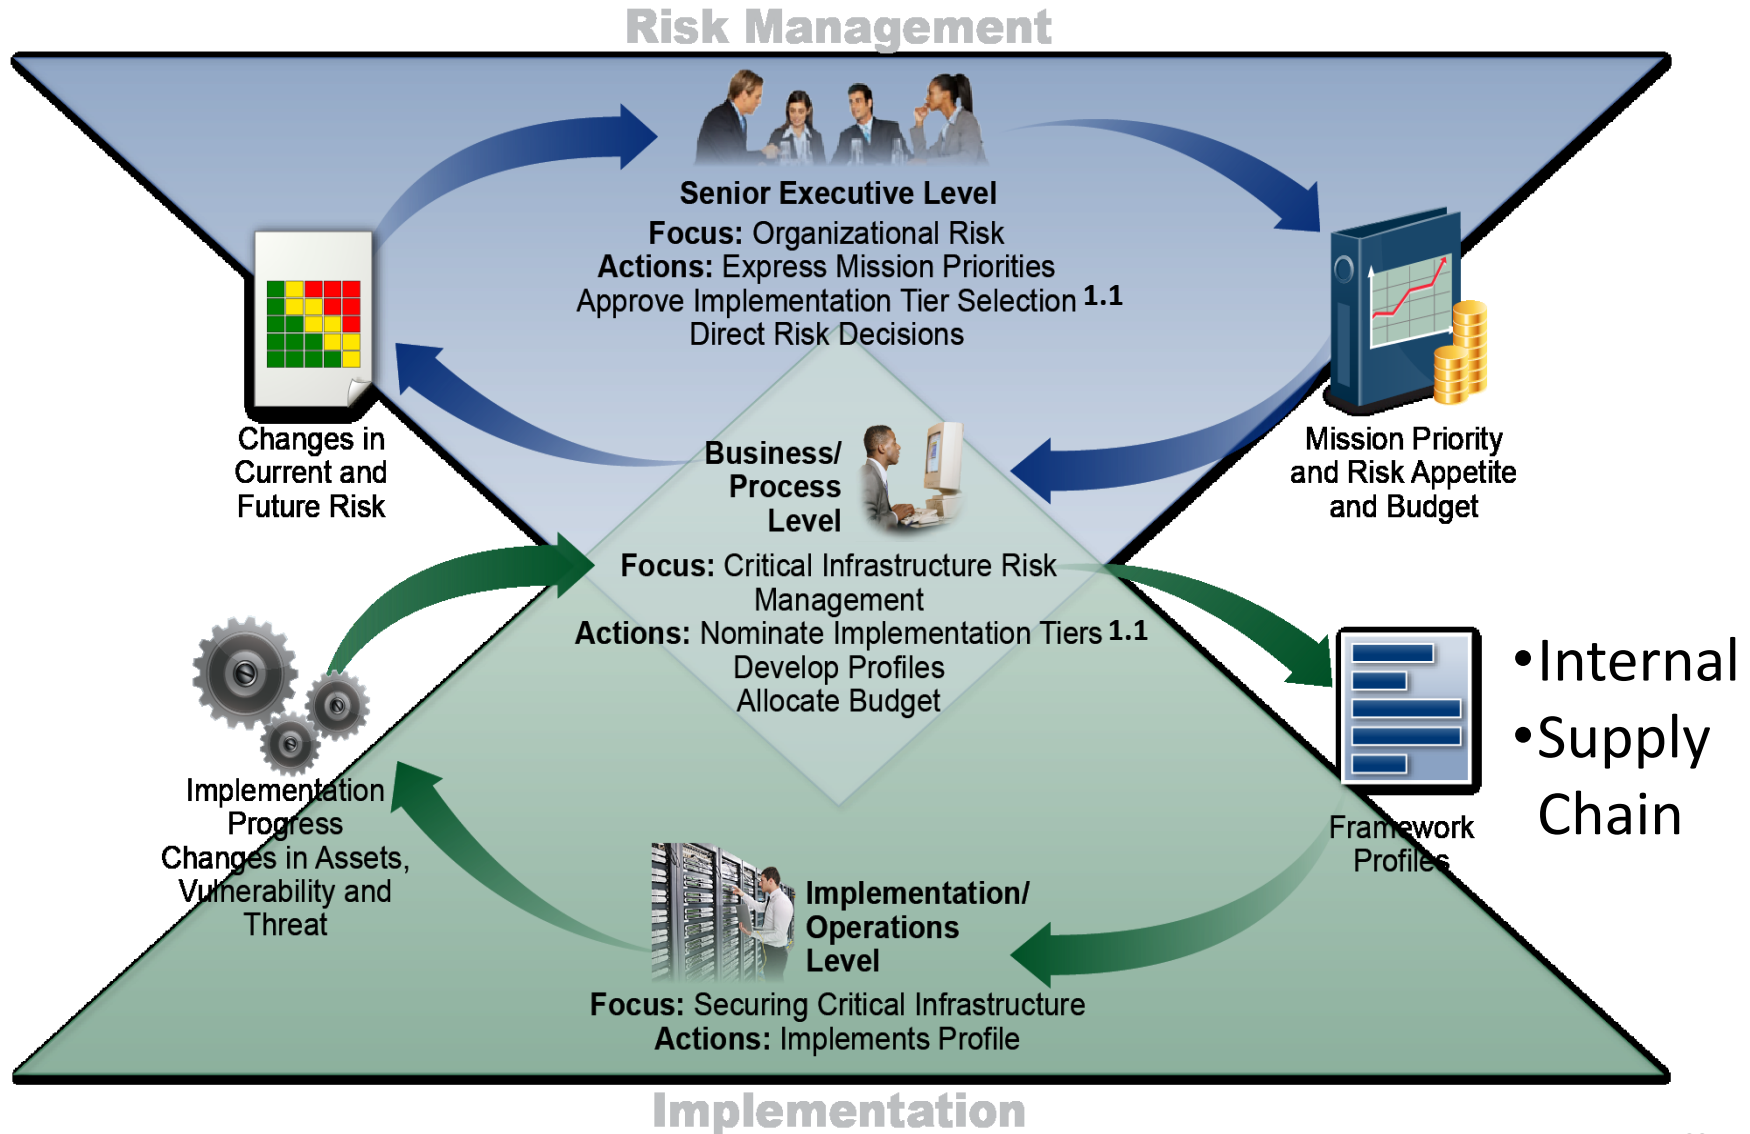 Risk Management
Senior Executive Level
Focus: Organizational Risk
Actions: Express Mission Priorities
Approve Implementation Tier Selection 1.1
Direct Risk Decisions
Changes in
Current and
Future Risk
Mission Priority
and Risk Appetite
and Budget
Business/
Process
Level
Focus: Critical Infrastructure Risk
Management
Actions: Nominate Implementation Tiers 1.1
Develop Profiles
Allocate Budget
Implementation
Progress
Changes in Assets,
Vulnerability and
Threat
Framework
Profiles
•Internal
•Supply
Chain
Implementation/
Operations
Level
Focus: Securing Critical Infrastructure
Actions: Implements Profile
Implementation